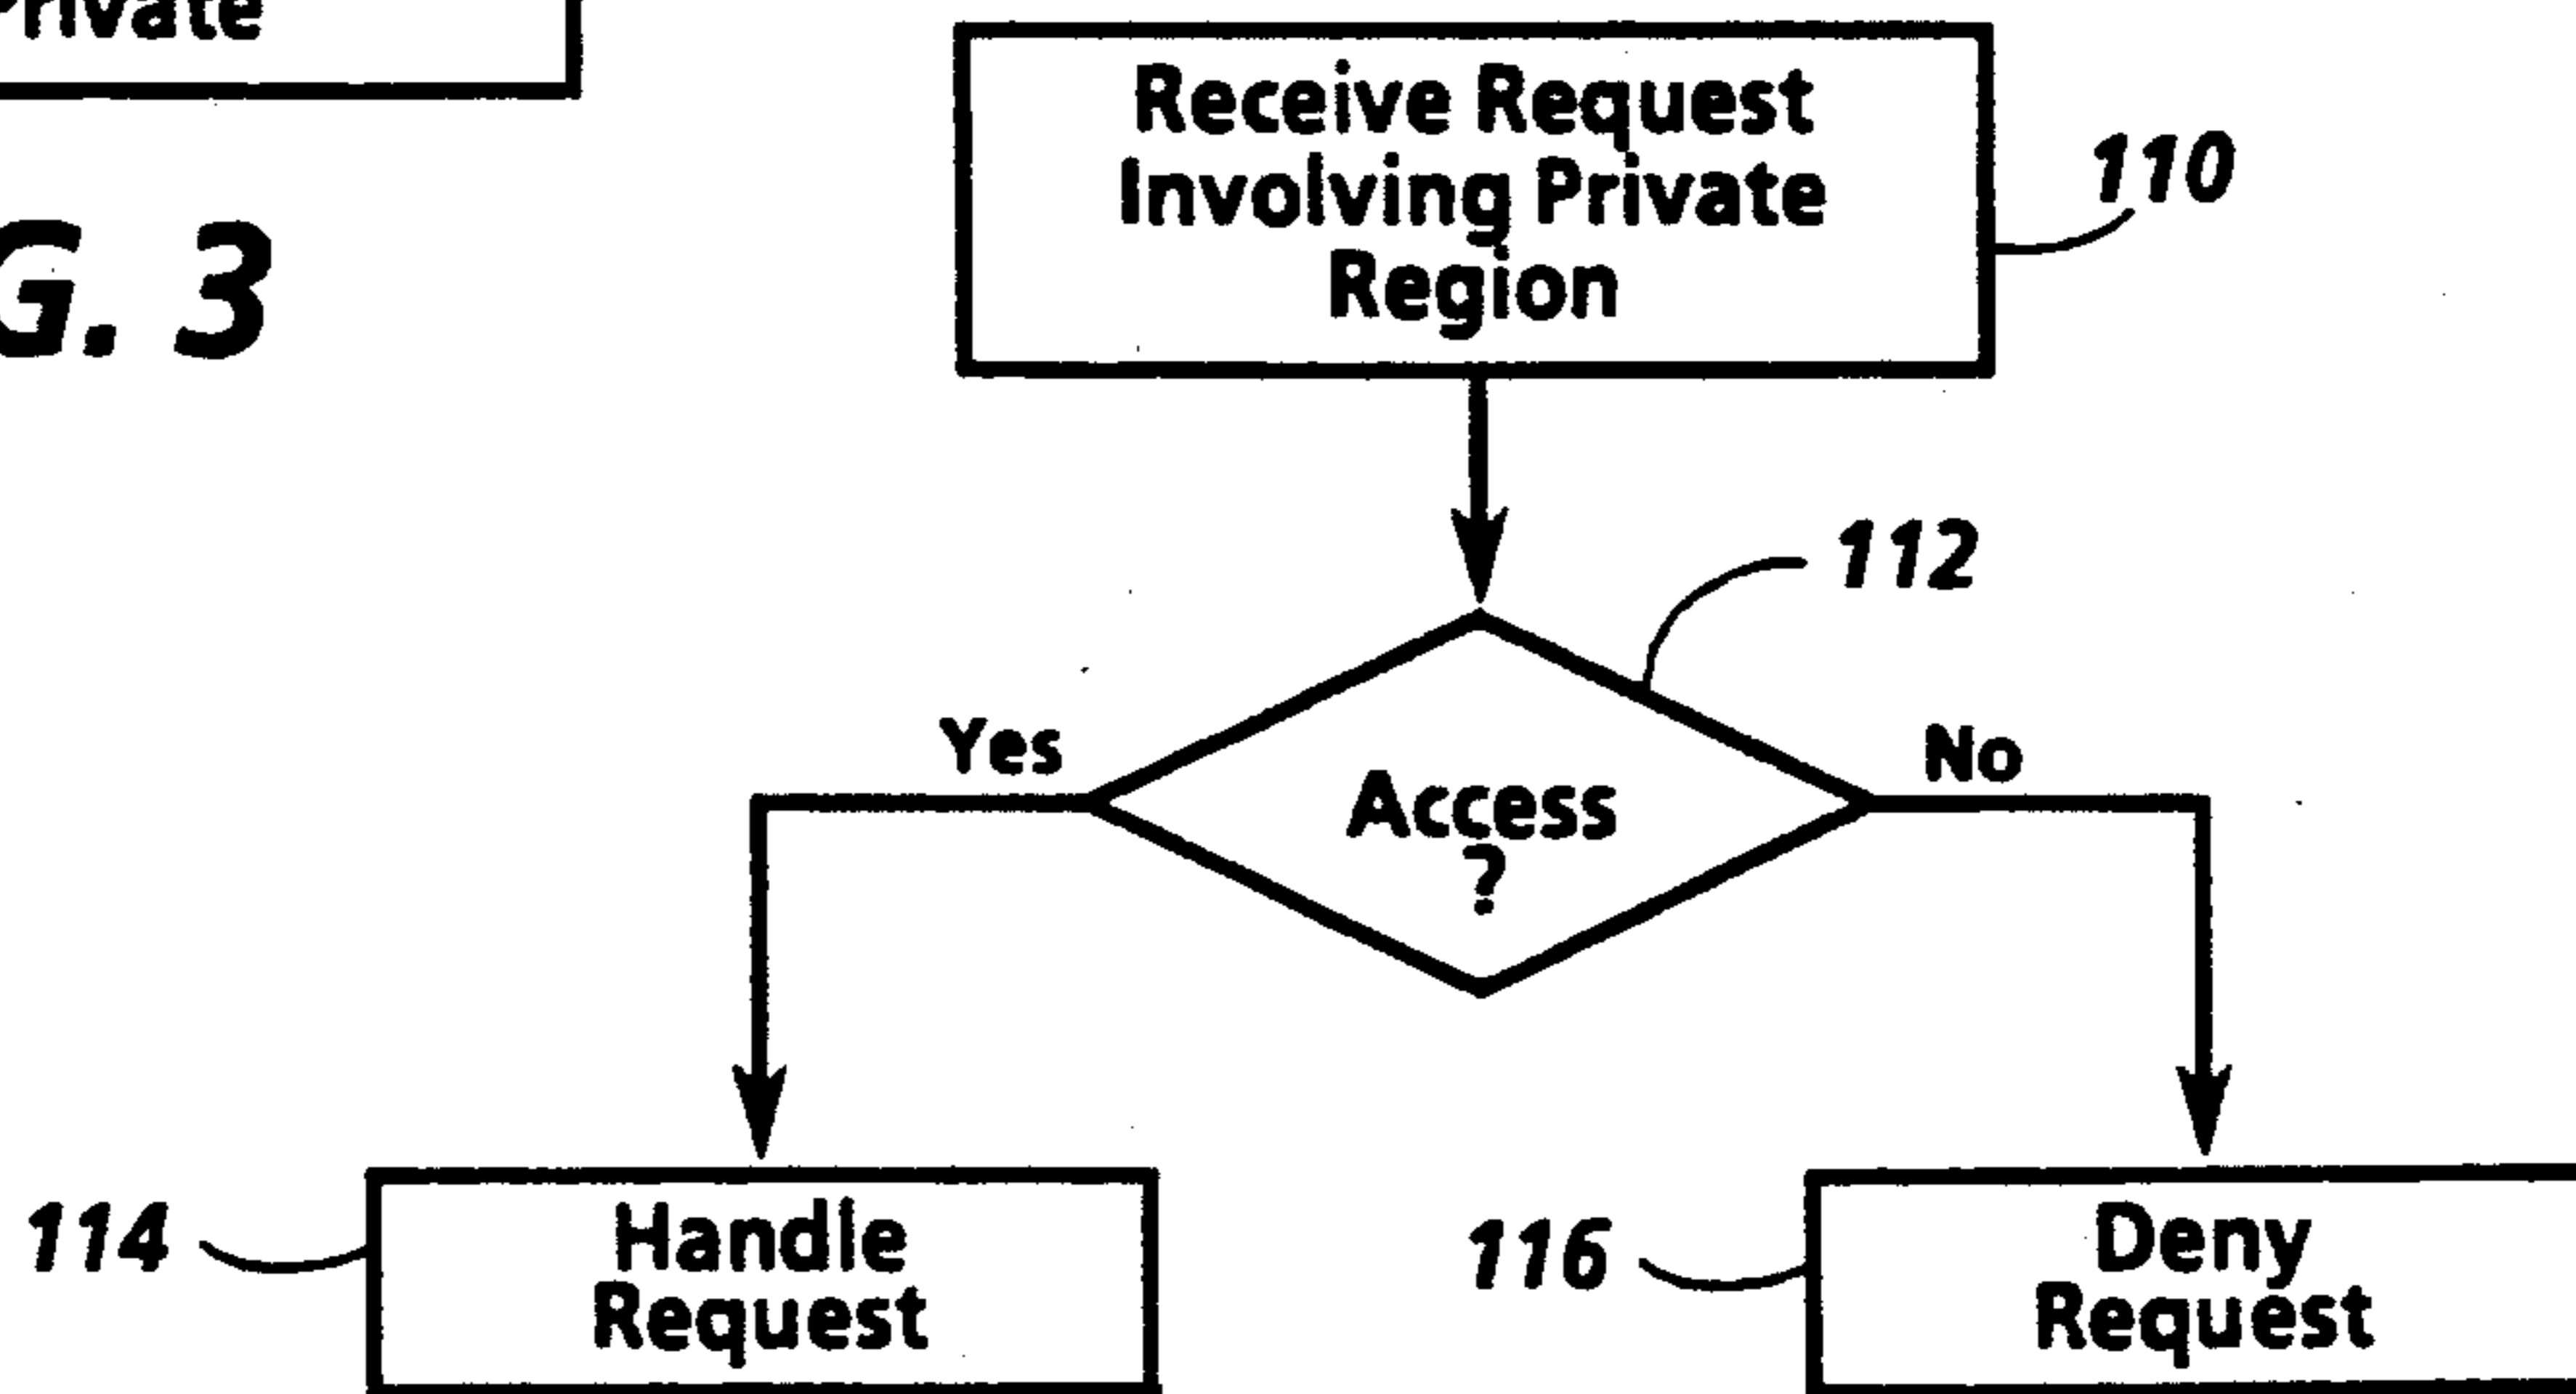 Private
G. 3
Receive Request
Involving Private
Region
110
112
Yes
No
Access
?
114
Handle
Request
116
Deny
Request